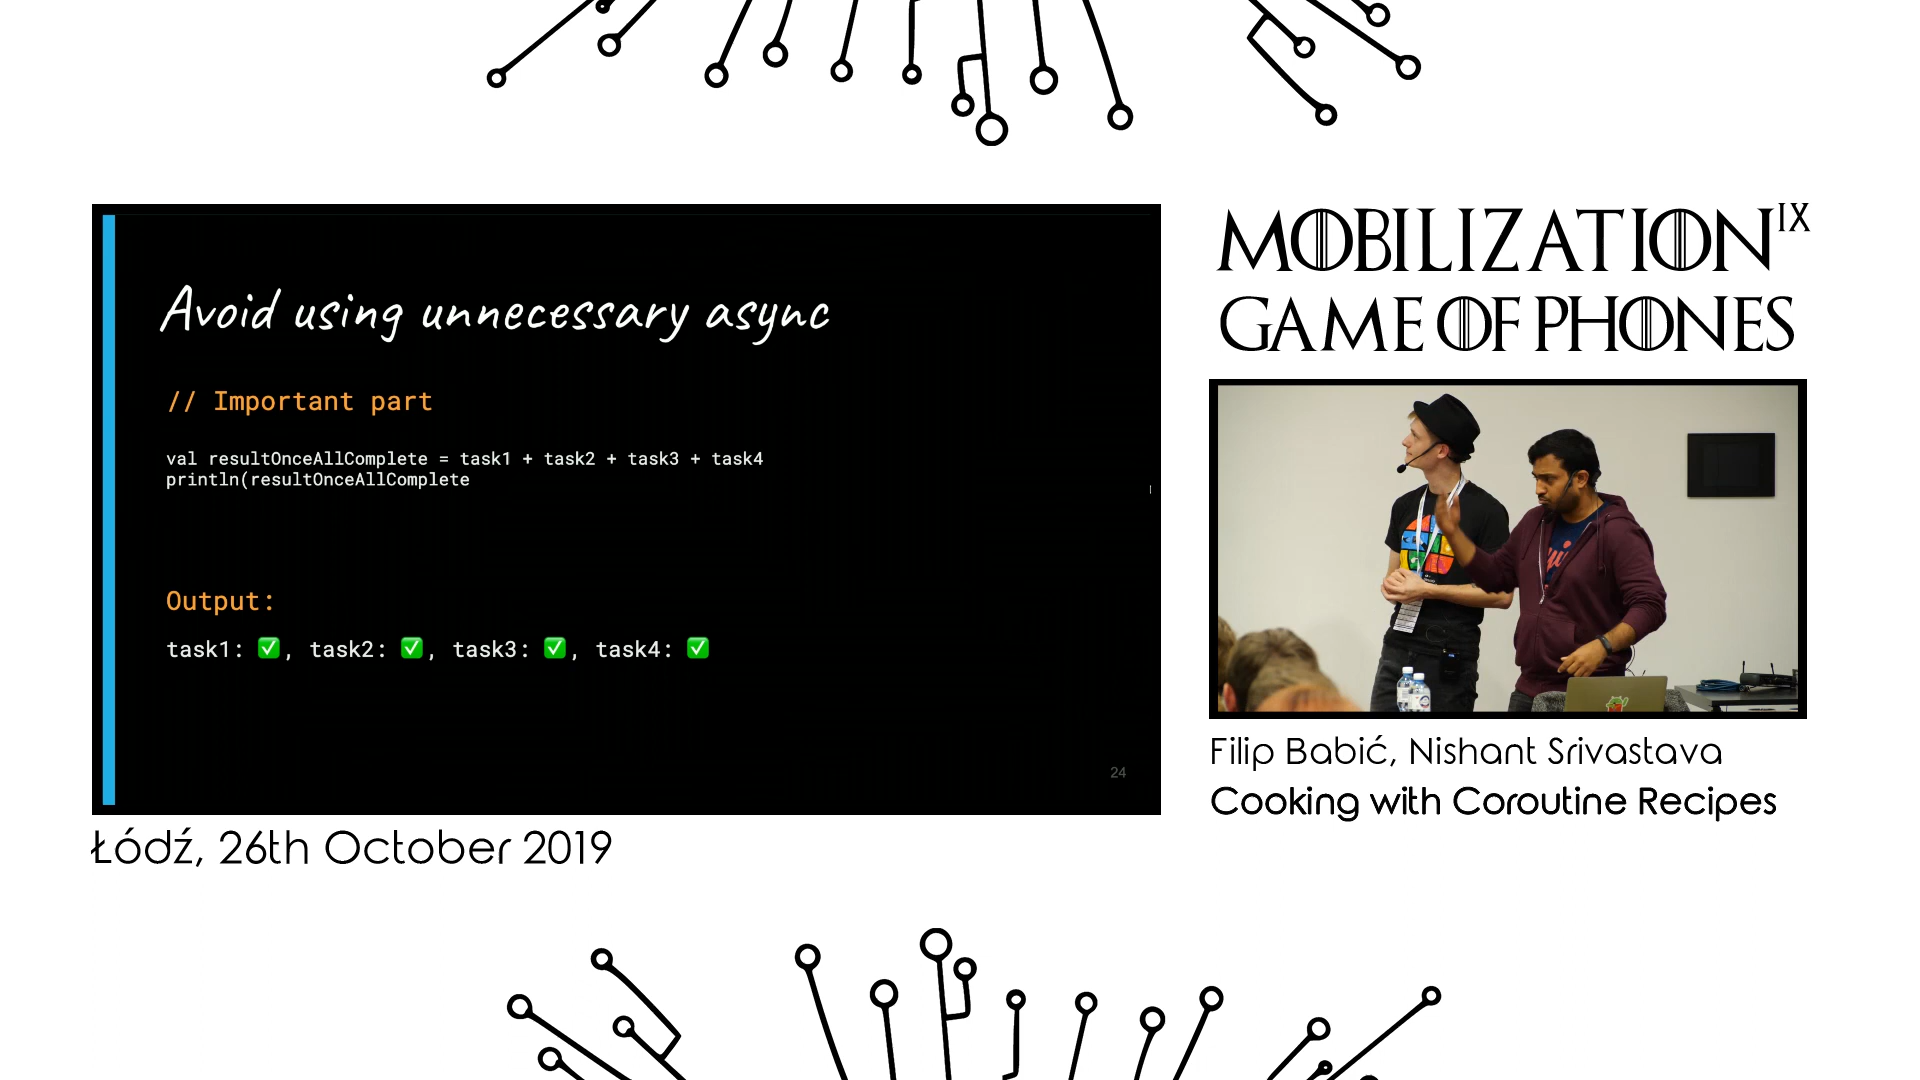 Avoid using unnecessary async
// Important part
val resultOnceAllComplete = task1 + task2 + task3 + task4
println(resultOnceAllComplete
Output:
task1: ✅, task2: ✅, task3: ✅, task4: ✅
24
Łódź, 26th October 2019
MOBILIZATION IX
GAME OF PHONES
Filip Babić, Nishant Srivastava
Cooking with Coroutine Recipes